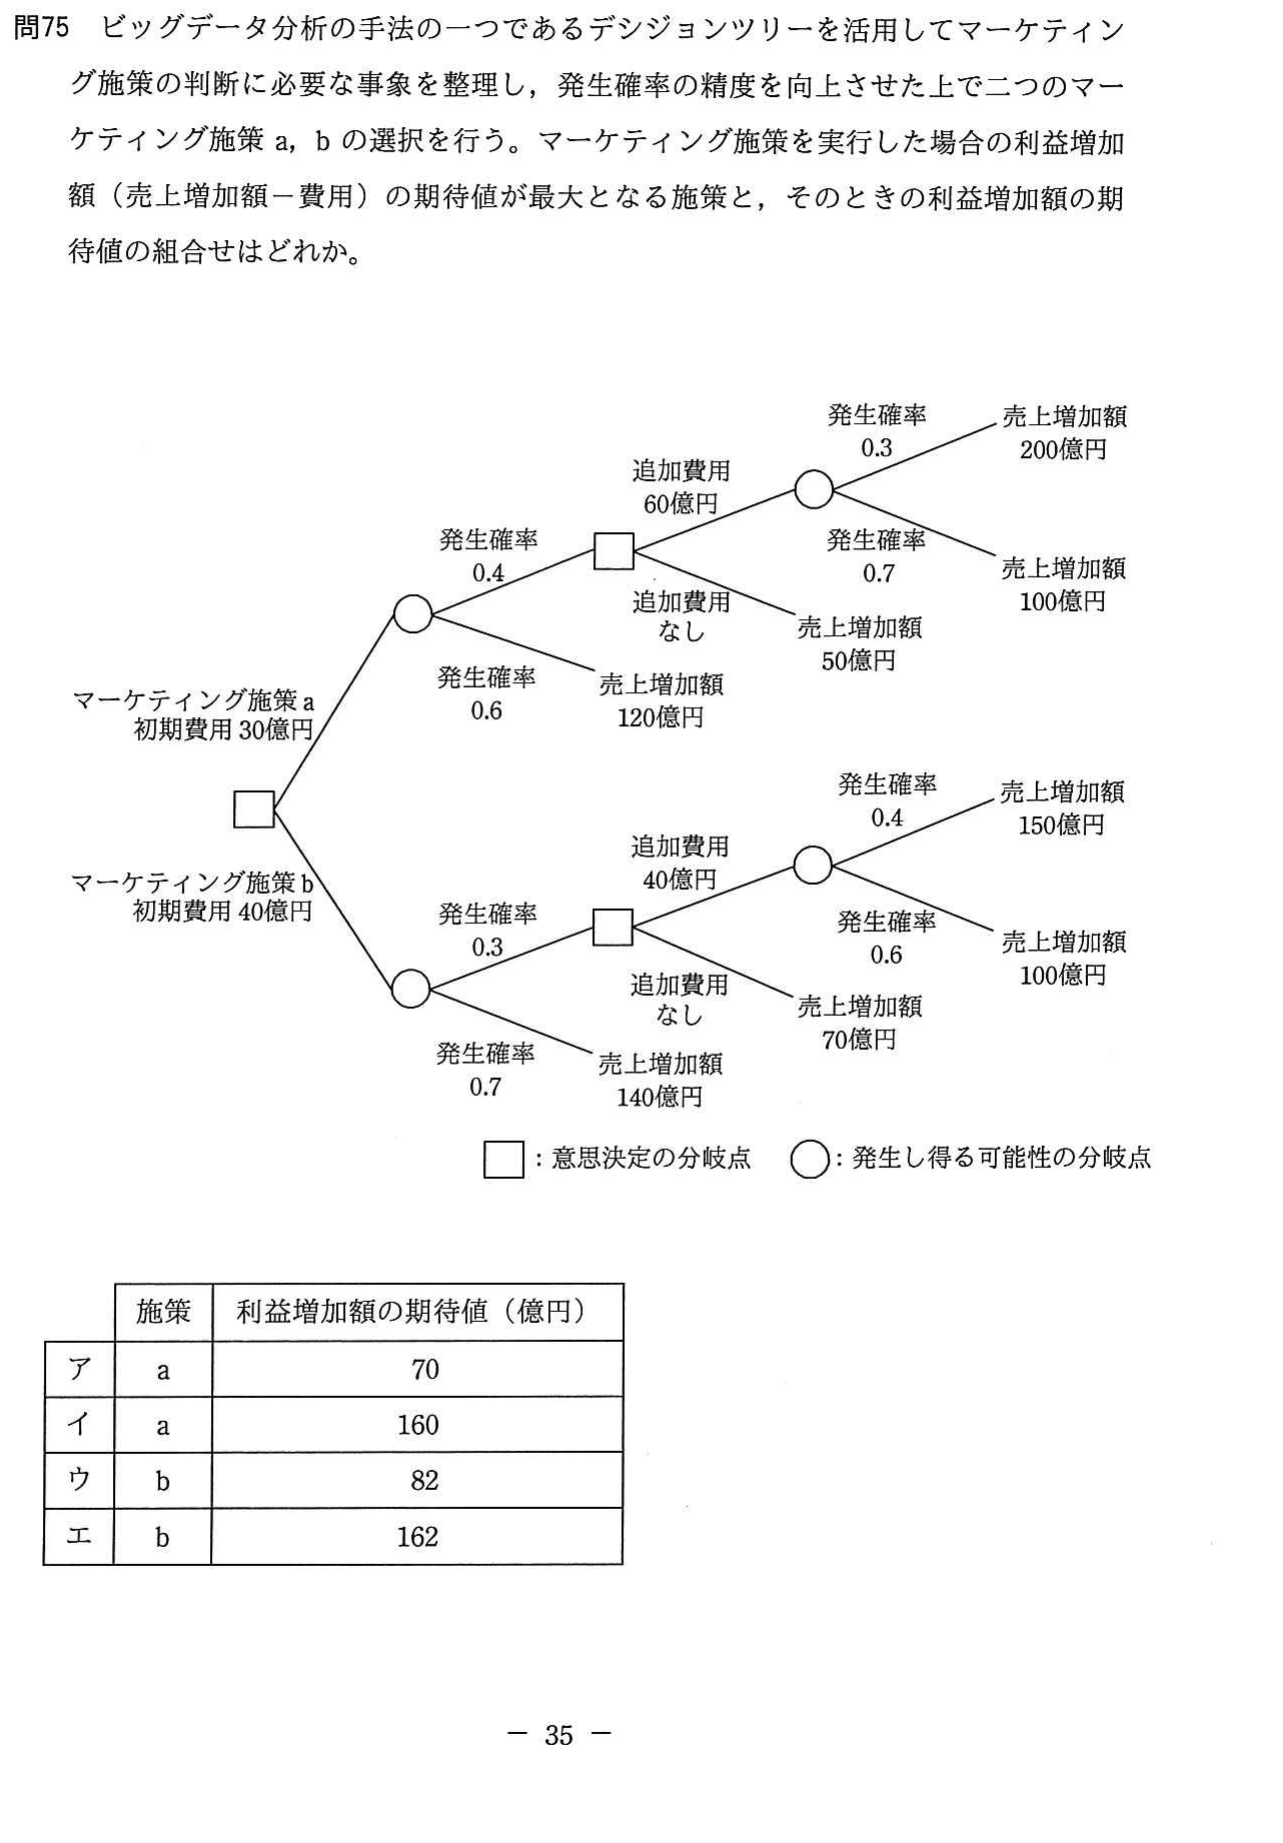 問75 ビッグデータ分析の手法の一つであるデシジョンツリーを活用してマーケティン
グ施策の判断に必要な事象を整理し，発生確率の精度を向上させた上で二つのマー
ケティング施策 a，b の選択を行う。マーケティング施策を実行した場合の利益増加
額（売上増加額－費用）の期待値が最大となる施策と，そのときの利益増加額の期
待値の組合せはどれか。
発生確率
0.3
売上増加額
200億円
追加費用
60億円
発生確率
0.7
売上増加額
100億円
発生確率
0.4
追加費用
なし
売上増加額
50億円
発生確率
0.6
売上増加額
120億円
マーケティング施策 a
初期費用 30億円
マーケティング施策 b
初期費用 40億円
発生確率
0.4
売上増加額
150億円
追加費用
40億円
発生確率
0.6
売上増加額
100億円
発生確率
0.3
追加費用
なし
売上増加額
70億円
発生確率
0.7
売上増加額
140億円
：意思決定の分岐点 ：発生し得る可能性の分岐点
施策 利益増加額の期待値（億円）
ア a 70
イ a 160
ウ b 82
エ b 162
－ 35 －